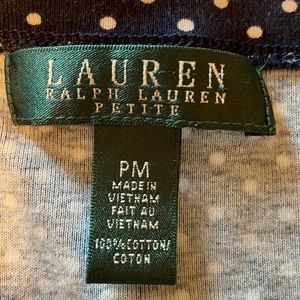 LAUREN
RALPH LAUREN
PETITE
PM
MADE IN
VIETNAM
FAIT AU
VIETNAM
100% COTTON/
COTON